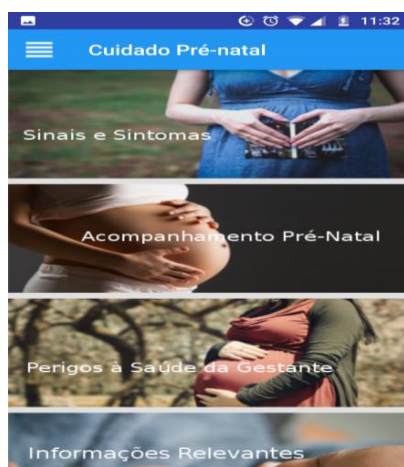 11:32
Cuidado Pré-natal
Sinais e Sintomas
Acompanhamento Pré-Natal
Perigos à Saúde da Gestante
Informações Relevantes